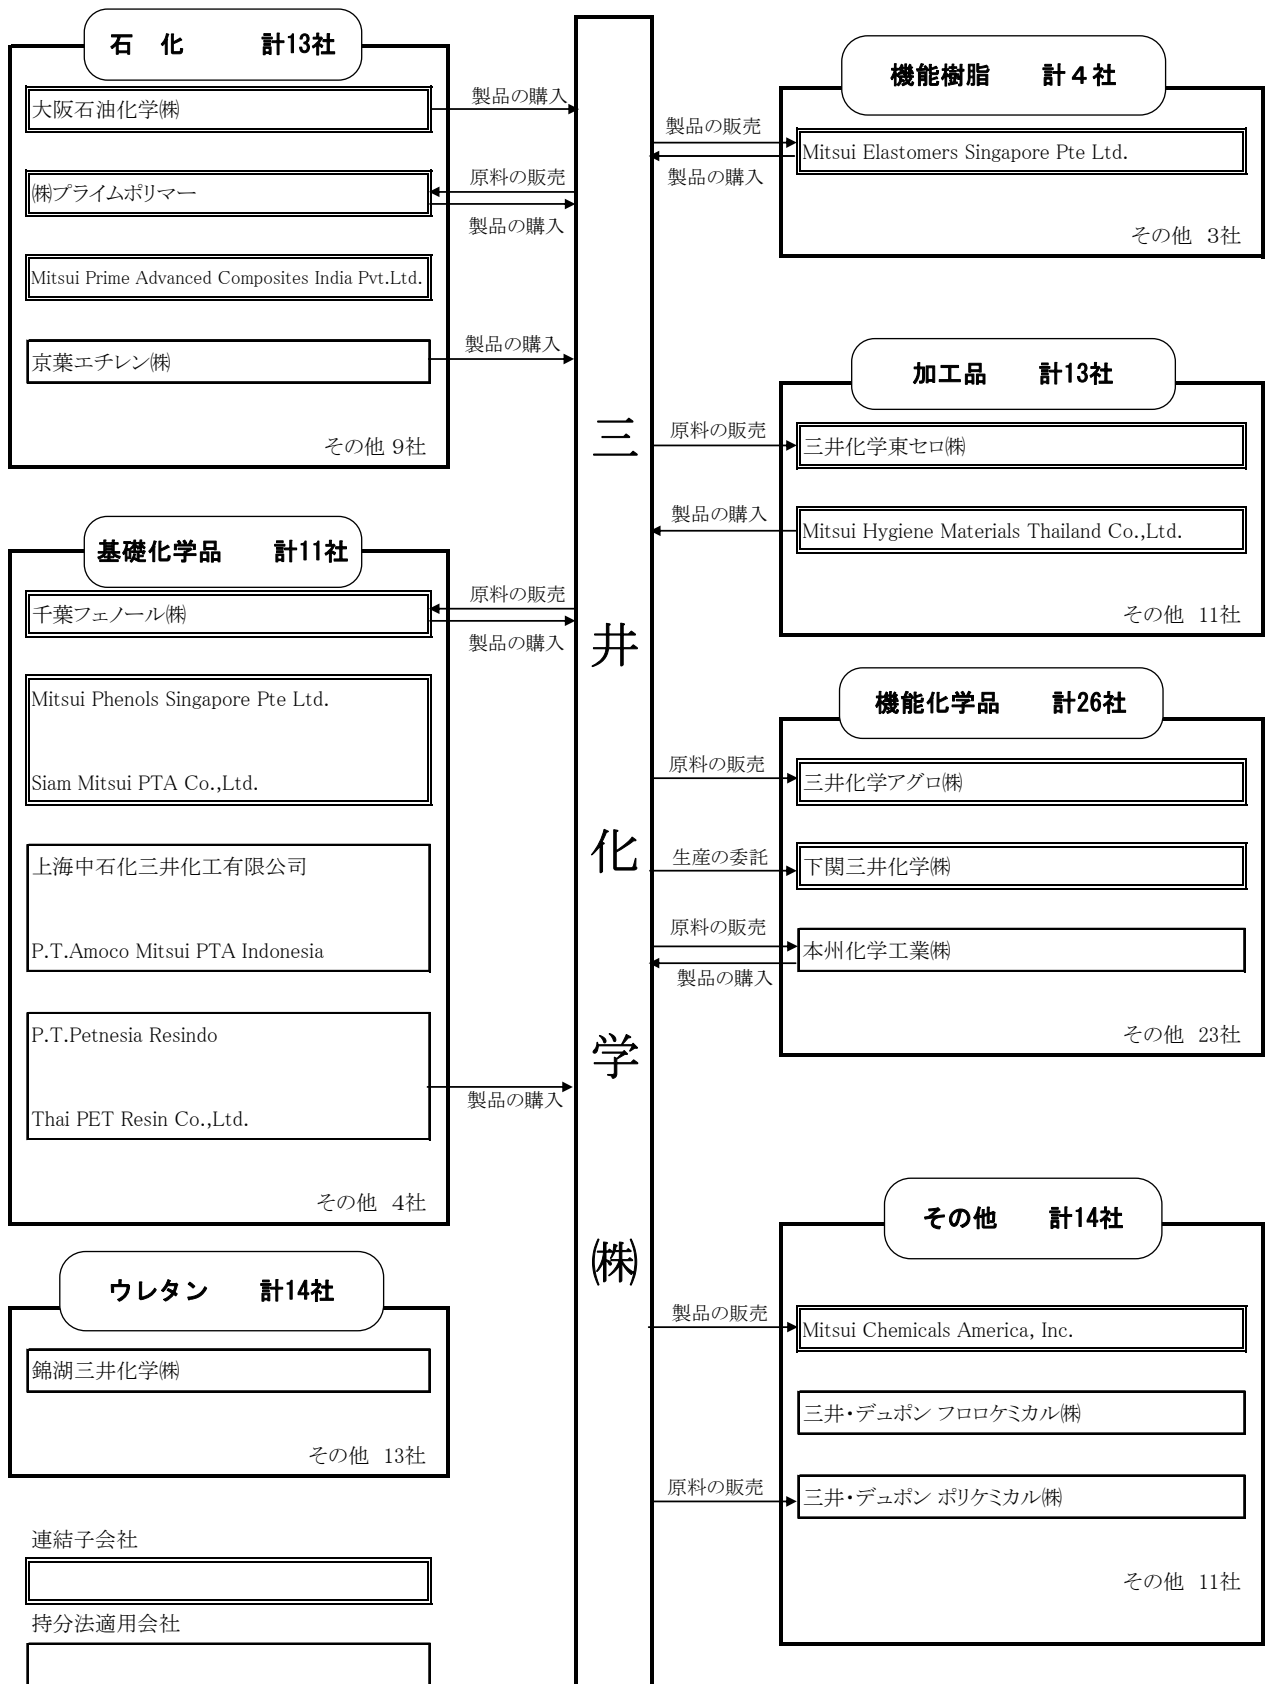 石　化　　　計13社
大阪石油化学㈱
製品の購入
㈱プライムポリマー
原料の販売
製品の購入
Mitsui Prime Advanced Composites India Pvt.Ltd.
京葉エチレン㈱
製品の購入
その他 9社
基礎化学品　　計11社
千葉フェノール㈱
原料の販売
製品の購入
Mitsui Phenols Singapore Pte Ltd.
Siam Mitsui PTA Co.,Ltd.
上海中石化三井化工有限公司
P.T.Amoco Mitsui PTA Indonesia
P.T.Petnesia Resindo
Thai PET Resin Co.,Ltd.
製品の購入
その他 4社
ウレタン　　計14社
錦湖三井化学㈱
その他 13社
連結子会社
持分法適用会社
三
井
化
学
㈱
機能樹脂　　計４社
製品の販売
Mitsui Elastomers Singapore Pte Ltd.
製品の購入
その他 3社
加工品　　計13社
原料の販売
三井化学東セロ㈱
製品の購入
Mitsui Hygiene Materials Thailand Co.,Ltd.
その他 11社
機能化学品　　計26社
原料の販売
三井化学アグロ㈱
生産の委託
下関三井化学㈱
原料の販売
本州化学工業㈱
製品の購入
その他 23社
その他　　計14社
製品の販売
Mitsui Chemicals America, Inc.
三井・デュポン フロロケミカル㈱
原料の販売
三井・デュポン ポリケミカル㈱
その他 11社